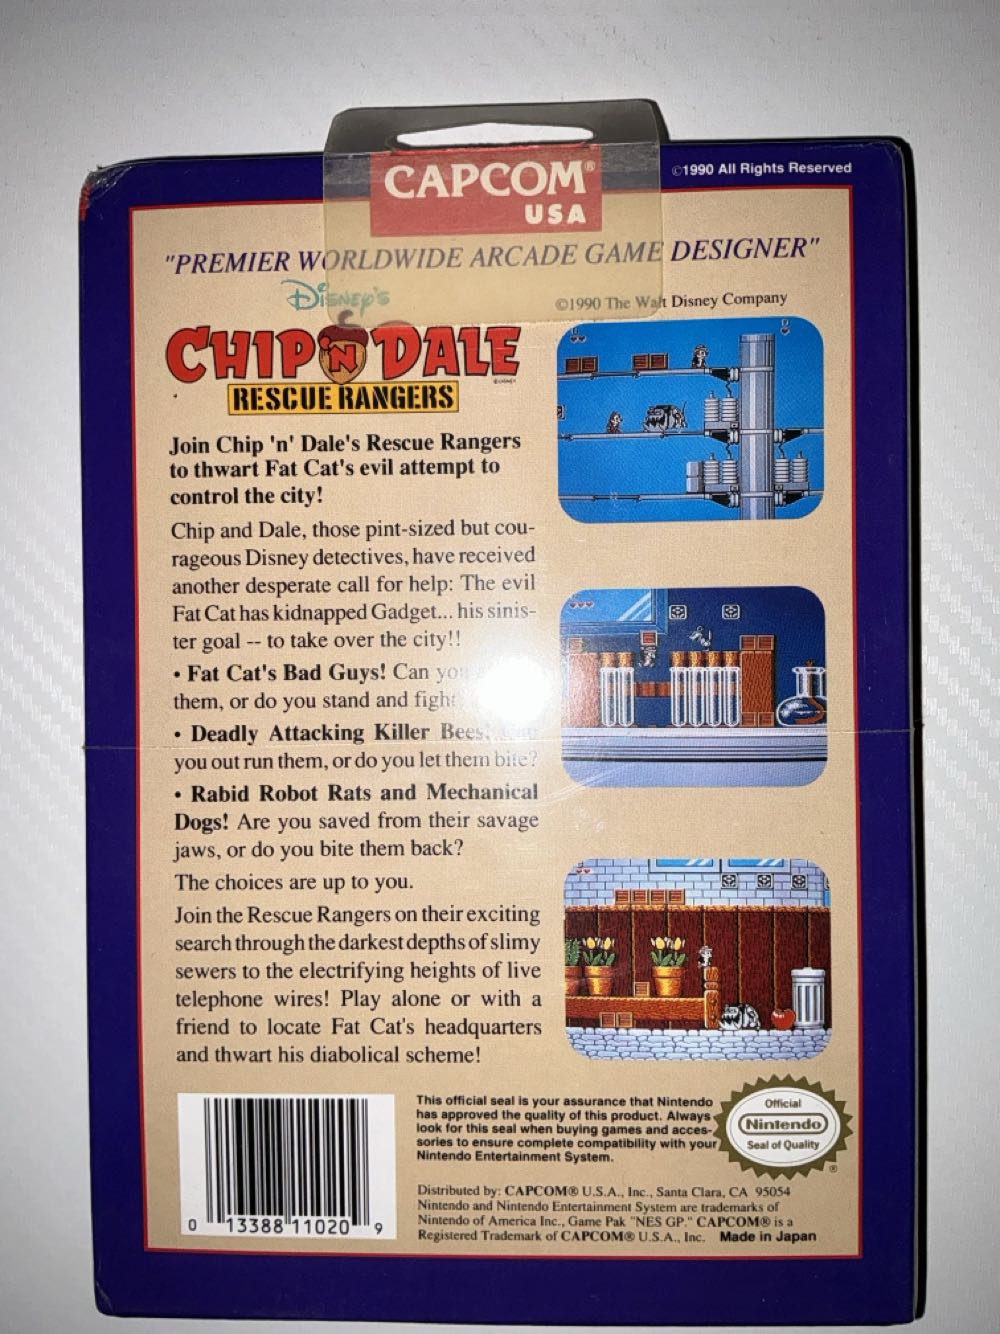 CAPCOM®
USA
©1990 All Rights Reserved
"PREMIER WORLDWIDE ARCADE GAME DESIGNER"
Disney's
©1990 The Walt Disney Company
CHIP 'N DALE
©DISNEY
RESCUE RANGERS
Join Chip 'n' Dale's Rescue Rangers
to thwart Fat Cat's evil attempt to
control the city!
Chip and Dale, those pint-sized but cou-
rageous Disney detectives, have received
another desperate call for help: The evil
Fat Cat has kidnapped Gadget... his sinis-
ter goal -- to take over the city!!
• Fat Cat's Bad Guys! Can you
them, or do you stand and fight
• Deadly Attacking Killer Bees!
you out run them, or do you let them bite?
• Rabid Robot Rats and Mechanical
Dogs! Are you saved from their savage
jaws, or do you bite them back?
The choices are up to you.
Join the Rescue Rangers on their exciting
search through the darkest depths of slimy
sewers to the electrifying heights of live
telephone wires! Play alone or with a
friend to locate Fat Cat's headquarters
and thwart his diabolical scheme!
0 13388 11020 9
This official seal is your assurance that Nintendo
has approved the quality of this product. Always
look for this seal when buying games and acces-
sories to ensure complete compatibility with your
Nintendo Entertainment System.
Official
Nintendo
Seal of Quality
®
Distributed by: CAPCOM® U.S.A., Inc., Santa Clara, CA 95054
Nintendo and Nintendo Entertainment System are trademarks of
Nintendo of America Inc., Game Pak "NES GP." CAPCOM® is a
Registered Trademark of CAPCOM® U.S.A., Inc. Made in Japan